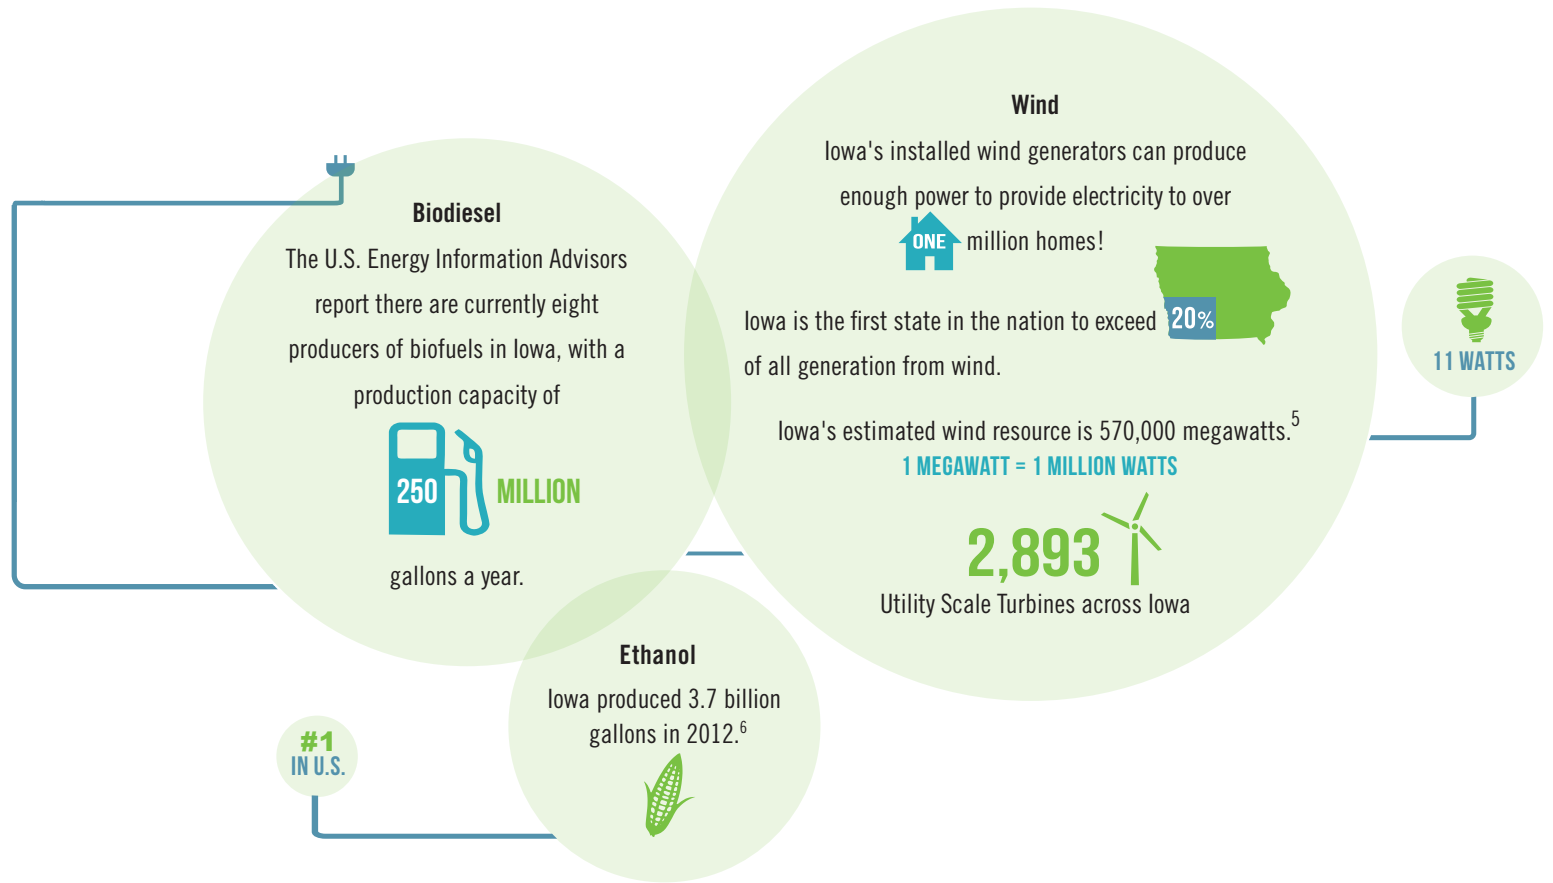 Biodiesel
The U.S. Energy Information Advisors
report there are currently eight
producers of biofuels in Iowa, with a
production capacity of
250 MILLION
gallons a year.
Wind
Iowa's installed wind generators can produce
enough power to provide electricity to over
ONE million homes!
Iowa is the first state in the nation to exceed 20%
of all generation from wind.
Iowa's estimated wind resource is 570,000 megawatts.5
1 MEGAWATT = 1 MILLION WATTS
2,893
Utility Scale Turbines across Iowa
11 WATTS
Ethanol
Iowa produced 3.7 billion
gallons in 2012.6
#1
IN U.S.